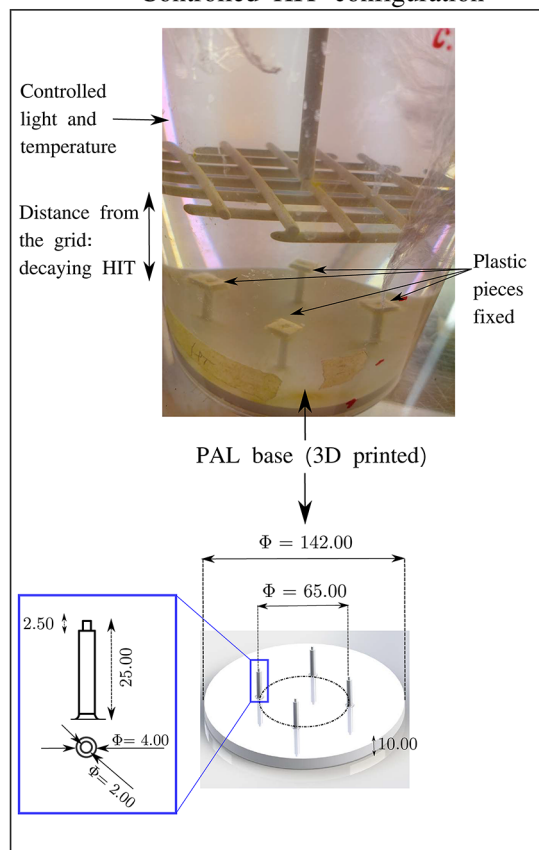 Controlled HIT configuration
C.
Controlled
light and
temperature
Distance from
the grid:
decaying HIT
Plastic
pieces
fixed
PAL base (3D printed)
Φ = 142.00
Φ = 65.00
2.50
25.00
Φ= 4.00
Φ= 2.00
10.00